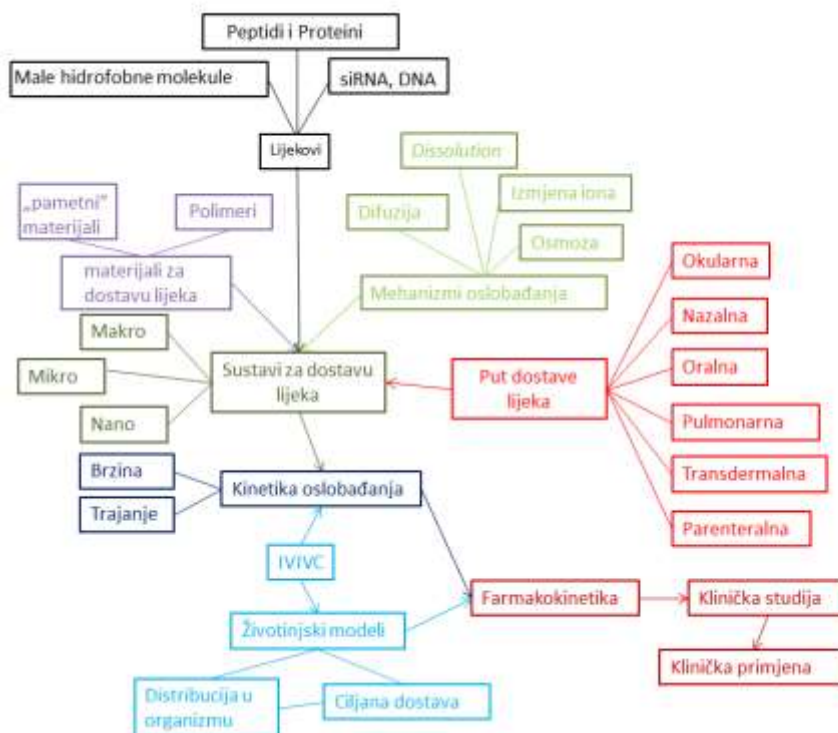 Peptidi i Proteini
Male hidrofobne molekule
siRNA, DNA
Lijekovi
Dissolution
„pametni"
materijali
Polimeri
Difuzija
Izmjena iona
Osmoza
materijali za
dostavu lijeka
Mehanizmi oslobađanja
Okularna
Nazalna
Oralna
Pulmonarna
Transdermalna
Parenteralna
Makro
Mikro
Nano
Sustavi za dostavu
lijeka
Put dostave
lijeka
Brzina
Trajanje
Kinetika oslobađanja
IVIVC
Životinjski modeli
Farmakokinetika
Klinička studija
Klinička primjena
Distribucija u
organizmu
Ciljana dostava